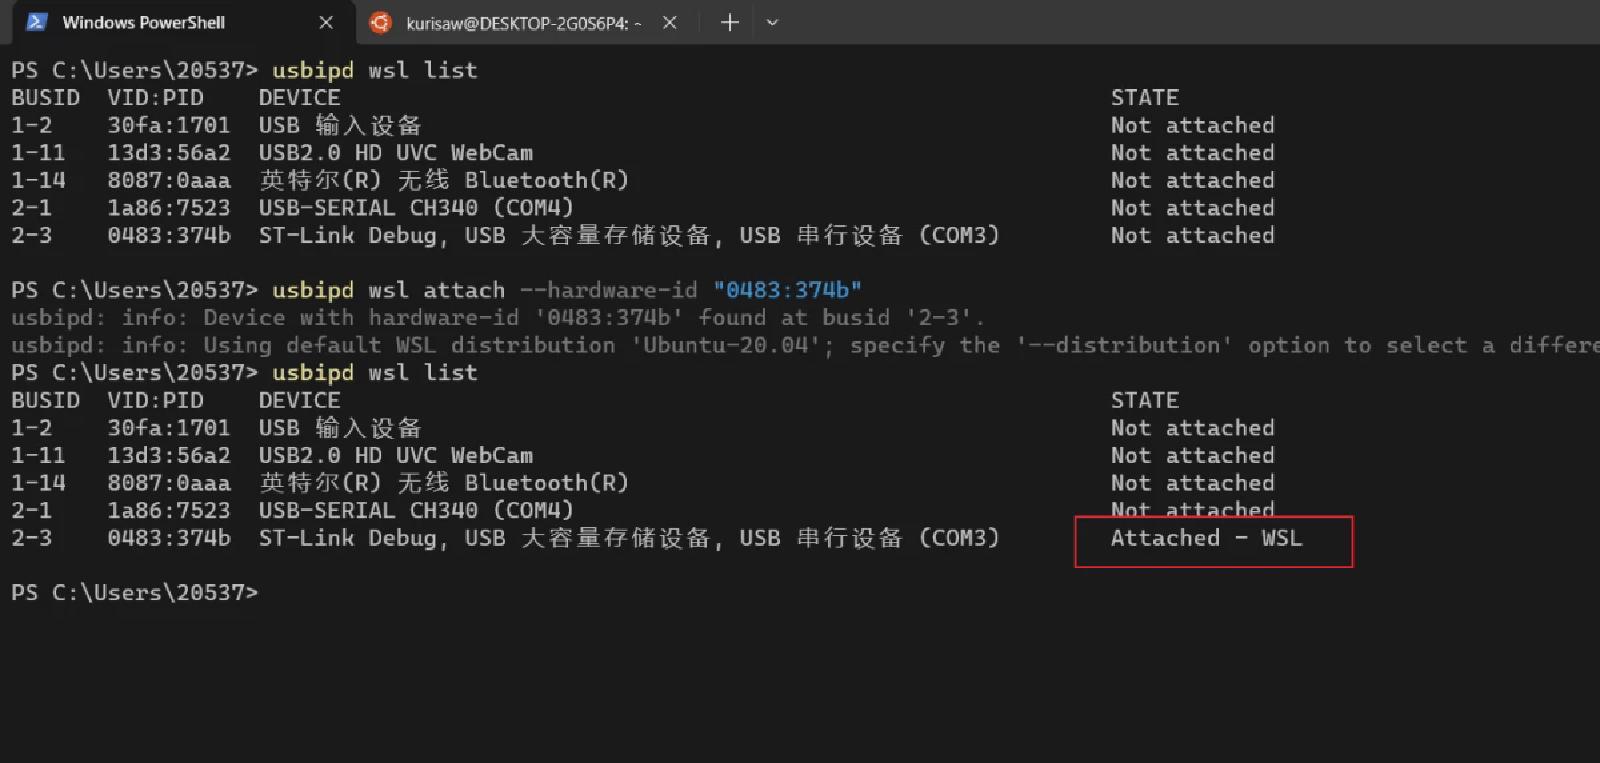 Windows PowerShell
kurisaw@DESKTOP-2G0S6P4: ~
PS C:\Users\20537> usbipd wsl list
BUSID VID:PID DEVICE STATE
1-2 30fa:1701 USB 输入设备 Not attached
1-11 13d3:56a2 USB2.0 HD UVC WebCam Not attached
1-14 8087:0aaa 英特尔(R) 无线 Bluetooth(R) Not attached
2-1 1a86:7523 USB-SERIAL CH340 (COM4) Not attached
2-3 0483:374b ST-Link Debug, USB 大容量存储设备, USB 串行设备 (COM3) Not attached
PS C:\Users\20537> usbipd wsl attach --hardware-id "0483:374b"
usbipd: info: Device with hardware-id '0483:374b' found at busid '2-3'.
usbipd: info: Using default WSL distribution 'Ubuntu-20.04'; specify the '--distribution' option to select a differe
PS C:\Users\20537> usbipd wsl list
BUSID VID:PID DEVICE STATE
1-2 30fa:1701 USB 输入设备 Not attached
1-11 13d3:56a2 USB2.0 HD UVC WebCam Not attached
1-14 8087:0aaa 英特尔(R) 无线 Bluetooth(R) Not attached
2-1 1a86:7523 USB-SERIAL CH340 (COM4) Not attached
2-3 0483:374b ST-Link Debug, USB 大容量存储设备, USB 串行设备 (COM3) Attached - WSL
PS C:\Users\20537>